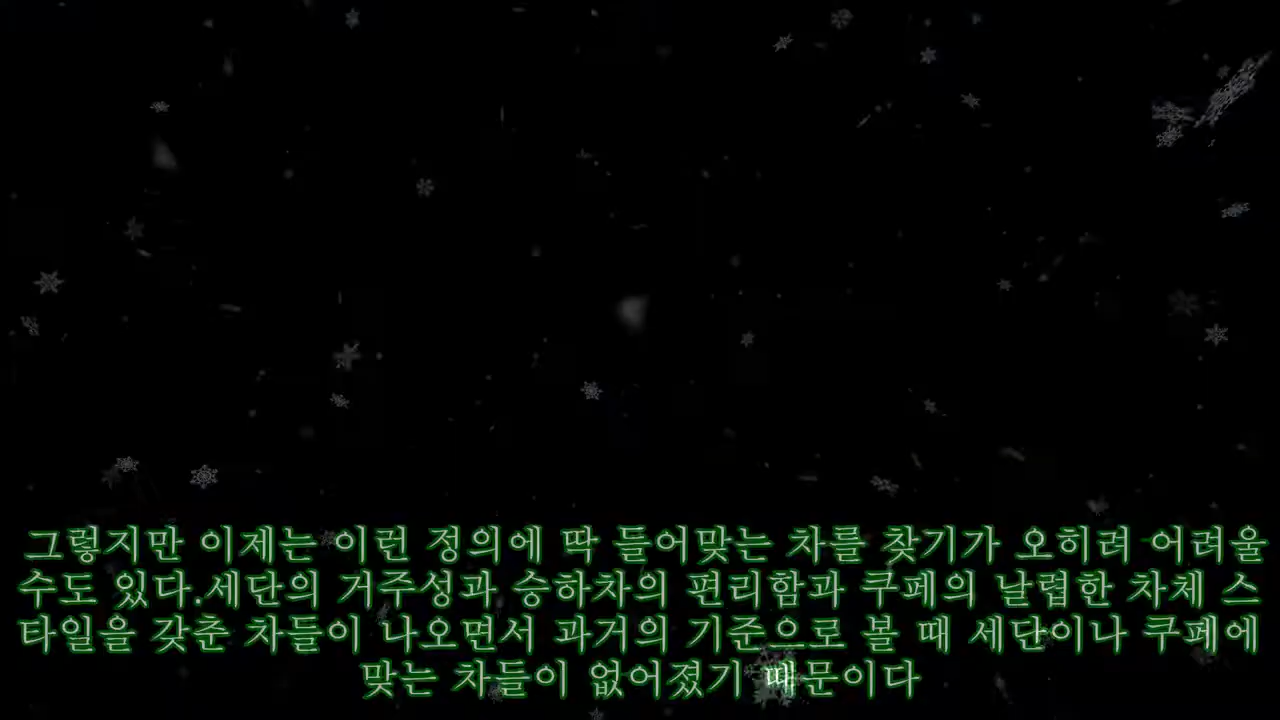 그렇지만 이제는 이런 정의에 딱 들어맞는 차를 찾기가 오히려 어려울
수도 있다.세단의 거주성과 승하차의 편리함과 쿠페의 날렵한 차체 스
타일을 갖춘 차들이 나오면서 과거의 기준으로 볼 때 세단이나 쿠페에
맞는 차들이 없어졌기 때문이다